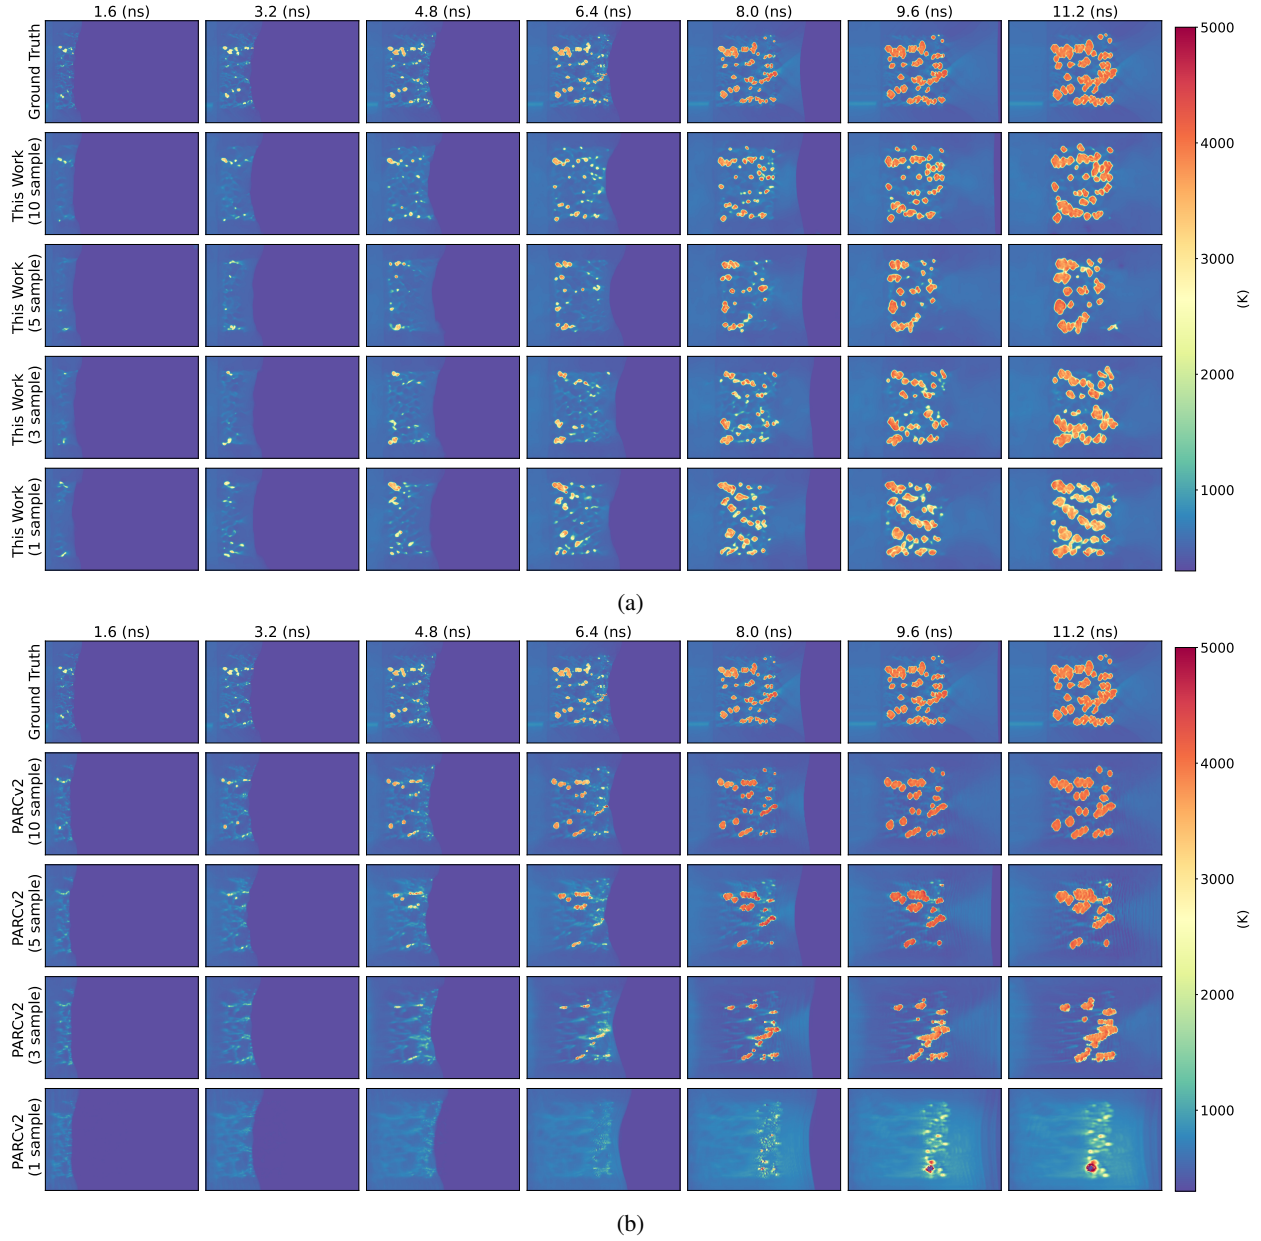 1.6 (ns) 3.2 (ns) 4.8 (ns) 6.4 (ns) 8.0 (ns) 9.6 (ns) 11.2 (ns)
Ground Truth
This Work
(10 sample)
This Work
(5 sample)
This Work
(3 sample)
This Work
(1 sample)
5000
4000
3000
2000
1000
(K)
(a)
1.6 (ns) 3.2 (ns) 4.8 (ns) 6.4 (ns) 8.0 (ns) 9.6 (ns) 11.2 (ns)
Ground Truth
PARCv2
(10 sample)
PARCv2
(5 sample)
PARCv2
(3 sample)
PARCv2
(1 sample)
5000
4000
3000
2000
1000
(K)
(b)